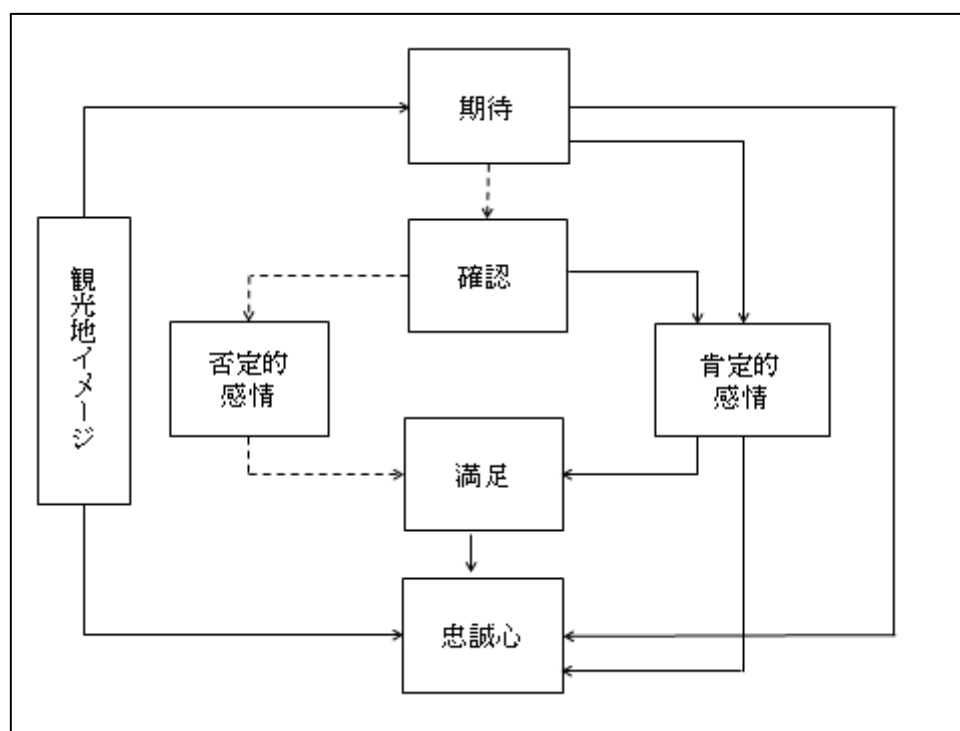 期待
確認
観光地イメージ
否定的
感情
肯定的
感情
満足
忠誠心